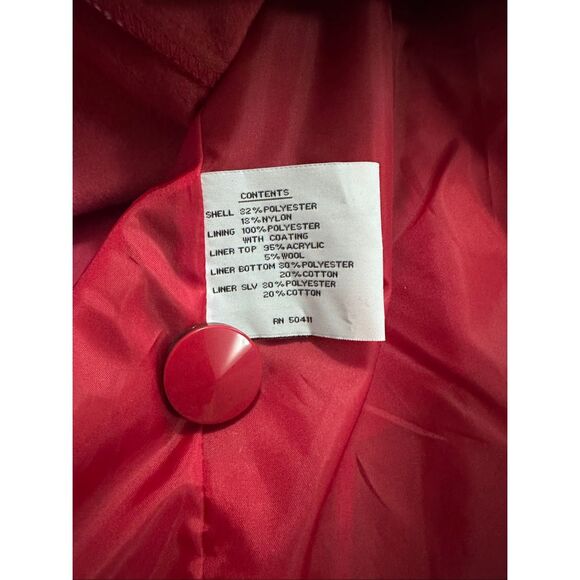 CONTENTS
SHELL 82%POLYESTER
18%NYLON
LINING 100%POLYESTER
WITH COATING
LINER TOP 95%ACRYLIC
5%WOOL
LINER BOTTOM 80%POLYESTER
20%COTTON
LINER SLV 80%POLYESTER
20%COTTON
RN 50411